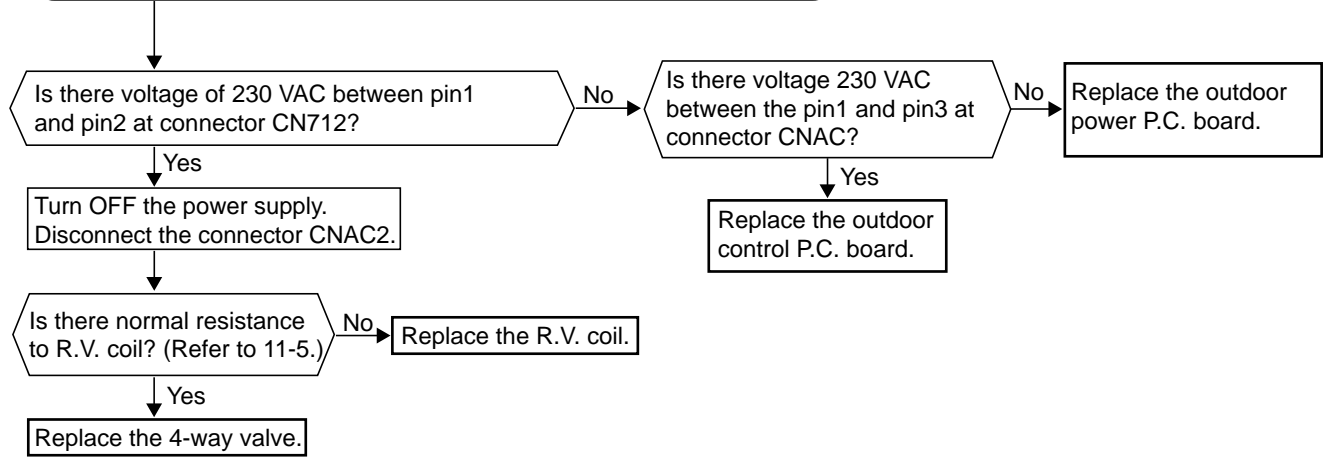 Is there voltage of 230 VAC between pin1
and pin2 at connector CN712?
No
Is there voltage 230 VAC
between the pin1 and pin3 at
connector CNAC?
No
Replace the outdoor
power P.C. board.
Yes
Yes
Turn OFF the power supply.
Disconnect the connector CNAC2.
Replace the outdoor
control P.C. board.
Is there normal resistance
to R.V. coil? (Refer to 11-5.)
No
Replace the R.V. coil.
Yes
Replace the 4-way valve.